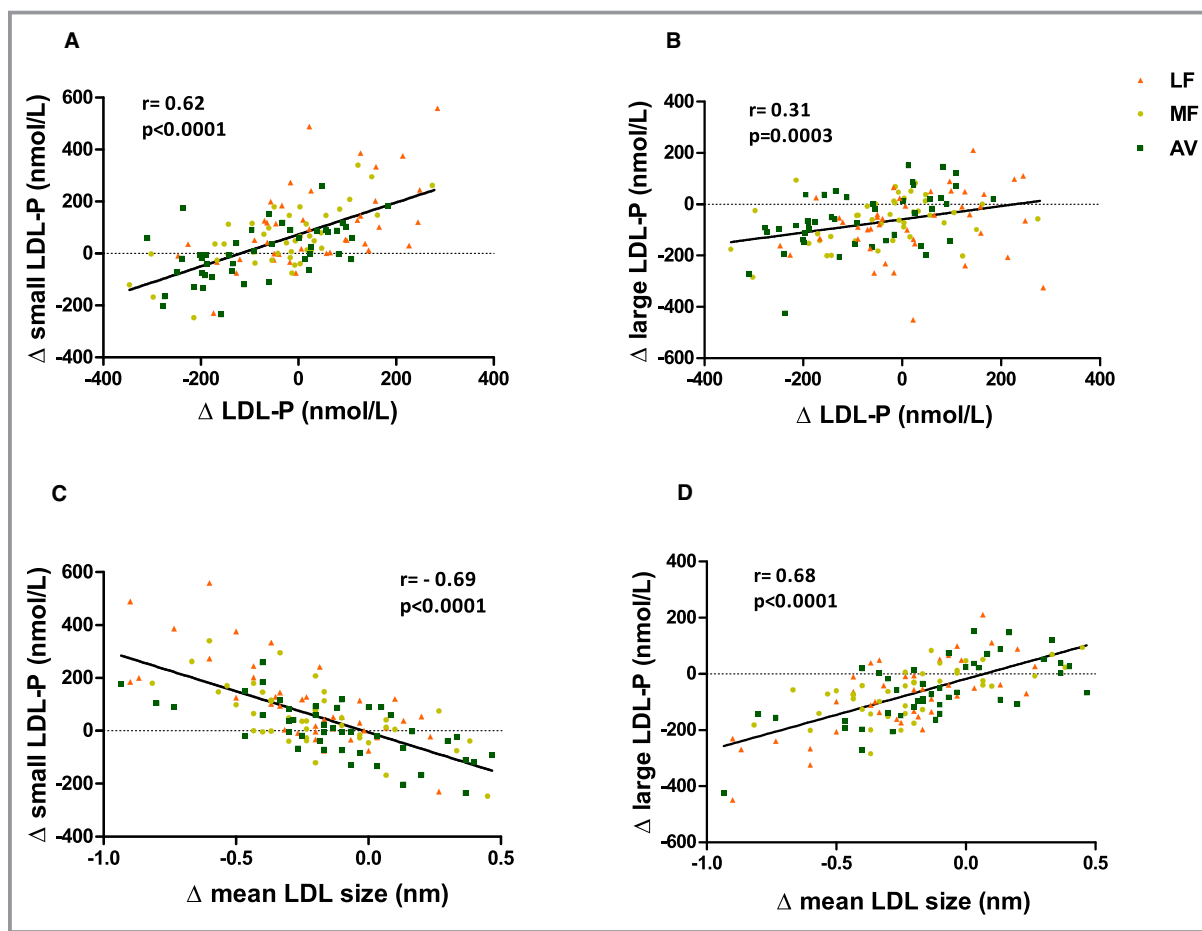 A
B
r= 0.62
p<0.0001
r= 0.31
p=0.0003
LF
MF
AV
600
400
200
0
-200
-400
-400
-200
0
200
400
Δ small LDL-P (nmol/L)
Δ LDL-P (nmol/L)
400
200
0
-200
-400
-600
-400
-200
0
200
400
Δ large LDL-P (nmol/L)
Δ LDL-P (nmol/L)
C
D
r= - 0.69
p<0.0001
r= 0.68
p<0.0001
600
400
200
0
-200
-400
-1.0
-0.5
0.0
0.5
Δ small LDL-P (nmol/L)
Δ mean LDL size (nm)
400
200
0
-200
-400
-600
-1.0
-0.5
0.0
0.5
Δ large LDL-P (nmol/L)
Δ mean LDL size (nm)